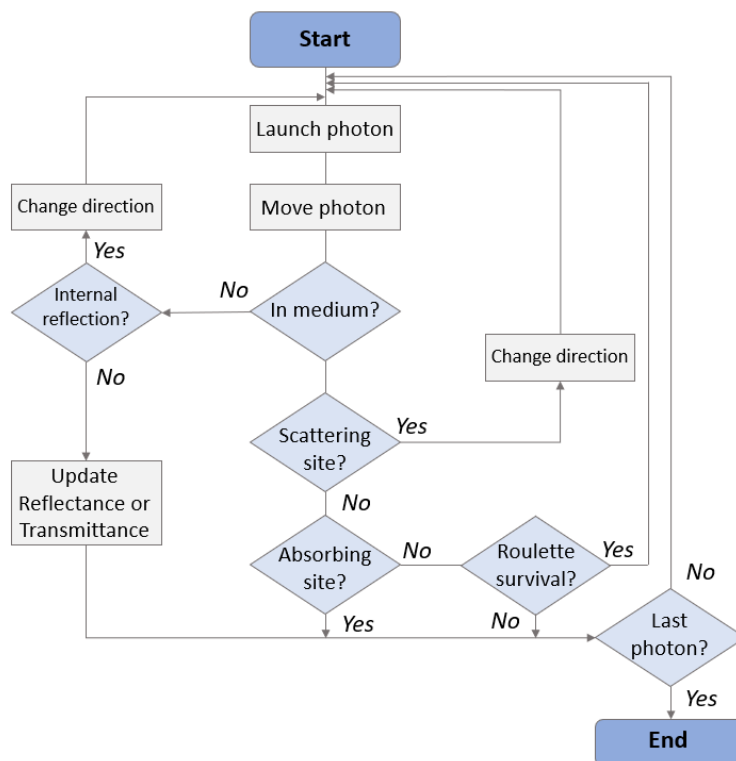 Start
Launch photon
Move photon
Change direction
Yes
Internal
reflection?
No
In medium?
No
Change direction
Scattering
site?
Yes
Update
Reflectance or
Transmittance
No
Absorbing
site?
No
Roulette
survival?
Yes
No
Yes
No
Last
photon?
Yes
End